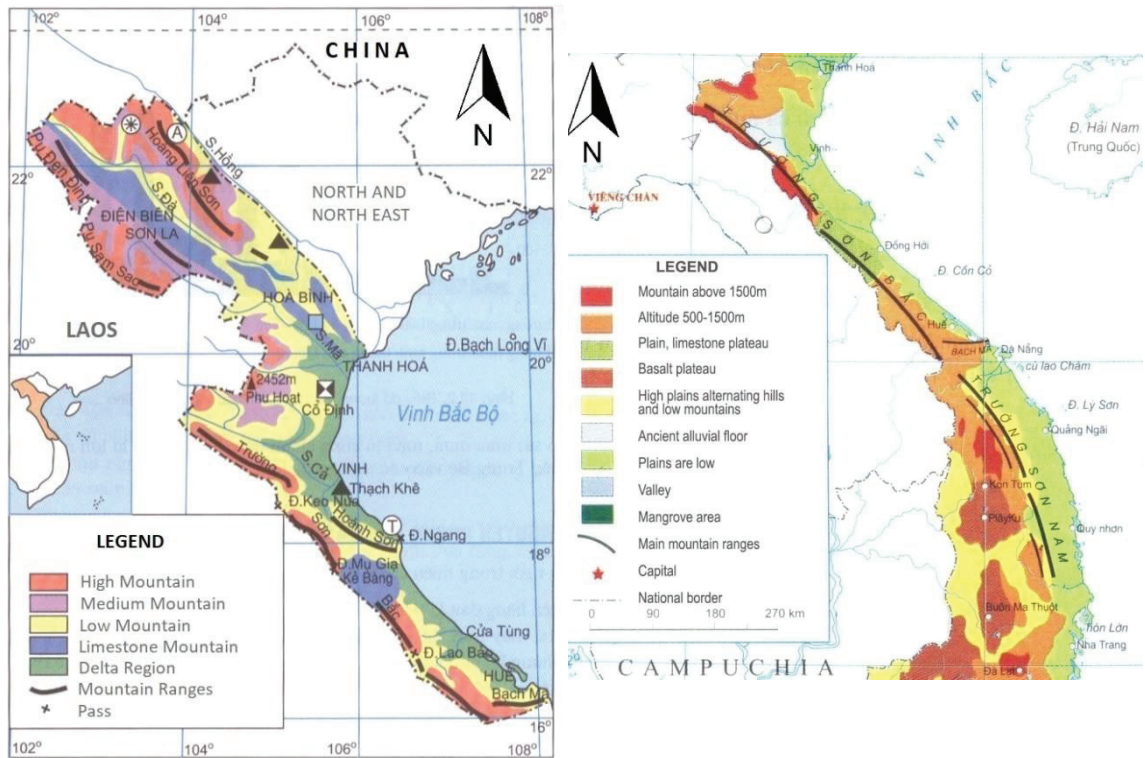 102°
104°
CHINA
N
A
S.Hồng
Hoàng Liên Sơn
22°
22°
Pu Đen Đinh
S.Đà
NORTH AND
NORTH EAST
ĐIỆN BIÊN
SƠN LA
Pu Sam Sao
HOÀ BÌNH
LAOS
S.Mã
20°
20°
Đ.Bạch Long Vĩ
THANH HOÁ
2452m
Phu Hoạt
Cổ Định
Vịnh Bắc Bộ
Trường
S.Cả
VINH
Thạch Khê
Đ.Keo Nưa
T
Hoành Sơn
Đ.Ngang
Sơn
18°
Đ.Mụ Giạ
Kẻ Bàng
Bắc
Cửa Tùng
Đ.Lao Bảo
HUẾ
Bạch Mã
16°
102°
104°
106°
108°
LEGEND
High Mountain
Medium Mountain
Low Mountain
Limestone Mountain
Delta Region
Mountain Ranges
Pass
N
Thanh Hoá
VỊNH BẮC
Đ. Hải Nam
(Trung Quốc)
A
Vinh
VIÊNG CHĂN
TRƯỜNG SƠN BẮC
Đồng Hới
Đ. Cồn Cỏ
Huế
BẠCH MÃ
Đà Nẵng
cù lao Chàm
Đ. Lý Sơn
TRƯỜNG SƠN NAM
Quảng Ngãi
Kon Tum
PlâyKu
Quy nhơn
Buôn Ma Thuột
hòn Lớn
Nha Trang
Đà Lạt
CAMPUCHIA
LEGEND
Mountain above 1500m
Altitude 500-1500m
Plain, limestone plateau
Basalt plateau
High plains alternating hills
and low mountains
Ancient alluvial floor
Plains are low
Valley
Mangrove area
Main mountain ranges
Capital
National border
0 90 180 270 km